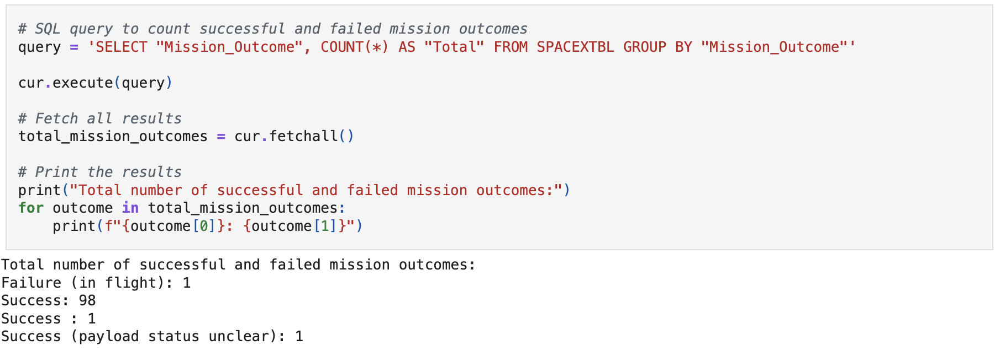 # SQL query to count successful and failed mission outcomes
query = 'SELECT "Mission_Outcome", COUNT(*) AS "Total" FROM SPACEXTBL GROUP BY "Mission_Outcome"'
cur.execute(query)
# Fetch all results
total_mission_outcomes = cur.fetchall()
# Print the results
print("Total number of successful and failed mission outcomes:")
for outcome in total_mission_outcomes:
    print(f"{outcome[0]}: {outcome[1]}")
Total number of successful and failed mission outcomes:
Failure (in flight): 1
Success: 98
Success : 1
Success (payload status unclear): 1